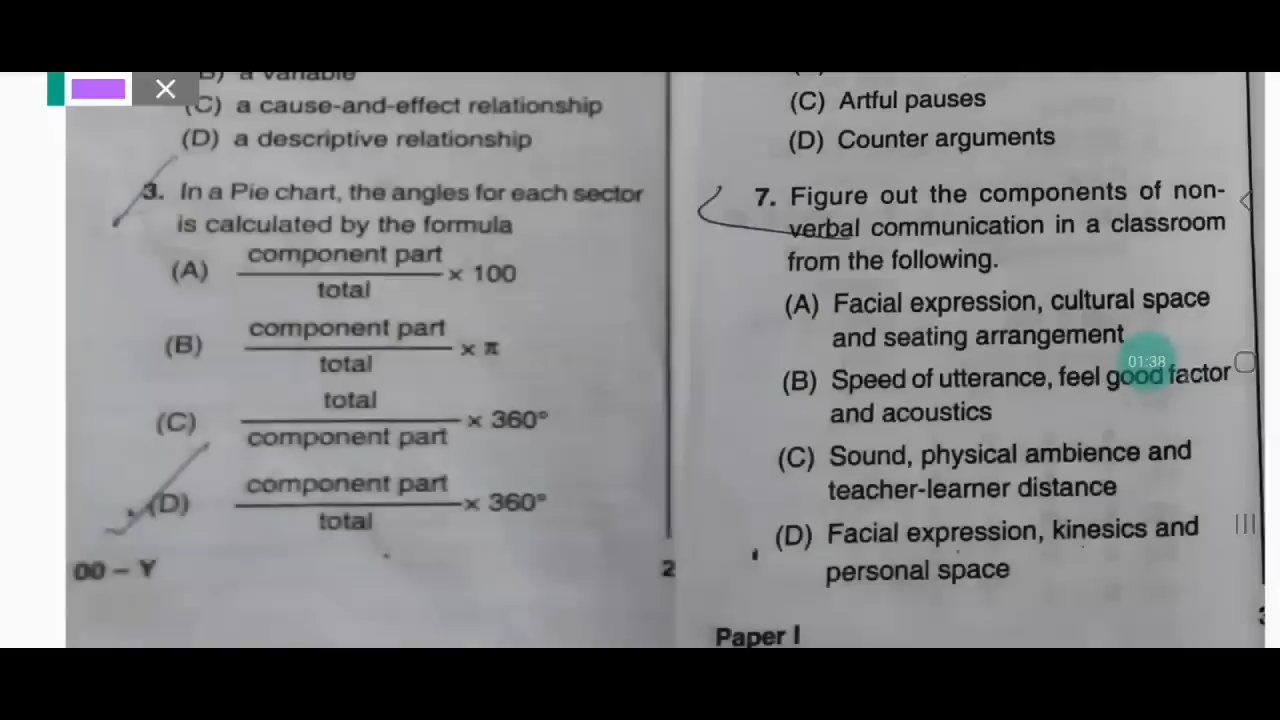 (B) a variable
(C) a cause-and-effect relationship
(D) a descriptive relationship
3. In a Pie chart, the angles for each sector
is calculated by the formula
(A) component part
total
× 100
(B) component part
total
× π
(C) total
component part
× 360°
(D) component part
total
× 360°
00 – Y
2
(C) Artful pauses
(D) Counter arguments
7. Figure out the components of non-
verbal communication in a classroom
from the following.
(A) Facial expression, cultural space
and seating arrangement
(B) Speed of utterance, feel good factor
and acoustics
(C) Sound, physical ambience and
teacher-learner distance
(D) Facial expression, kinesics and
personal space
Paper I
01:38